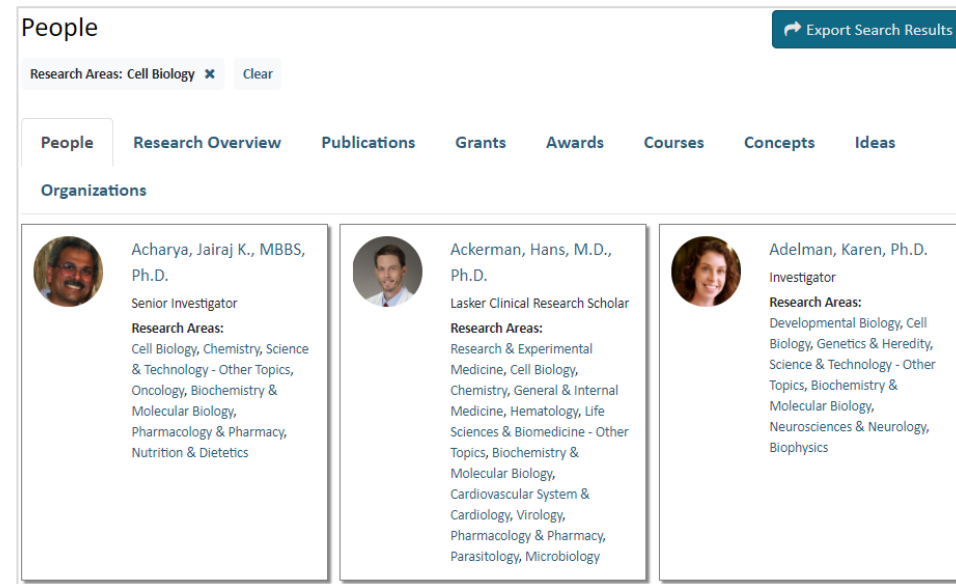 People
Export Search Results
Research Areas: Cell Biology ✖
Clear
People
Research Overview
Publications
Grants
Awards
Courses
Concepts
Ideas
Organizations
Acharya, Jairaj K., MBBS,
Ph.D.
Senior Investigator
Research Areas:
Cell Biology, Chemistry, Science
& Technology - Other Topics,
Oncology, Biochemistry &
Molecular Biology,
Pharmacology & Pharmacy,
Nutrition & Dietetics
Ackerman, Hans, M.D.,
Ph.D.
Lasker Clinical Research Scholar
Research Areas:
Research & Experimental
Medicine, Cell Biology,
Chemistry, General & Internal
Medicine, Hematology, Life
Sciences & Biomedicine - Other
Topics, Biochemistry &
Molecular Biology,
Cardiovascular System &
Cardiology, Virology,
Pharmacology & Pharmacy,
Parasitology, Microbiology
Adelman, Karen, Ph.D.
Investigator
Research Areas:
Developmental Biology, Cell
Biology, Genetics & Heredity,
Science & Technology - Other
Topics, Biochemistry &
Molecular Biology,
Neurosciences & Neurology,
Biophysics